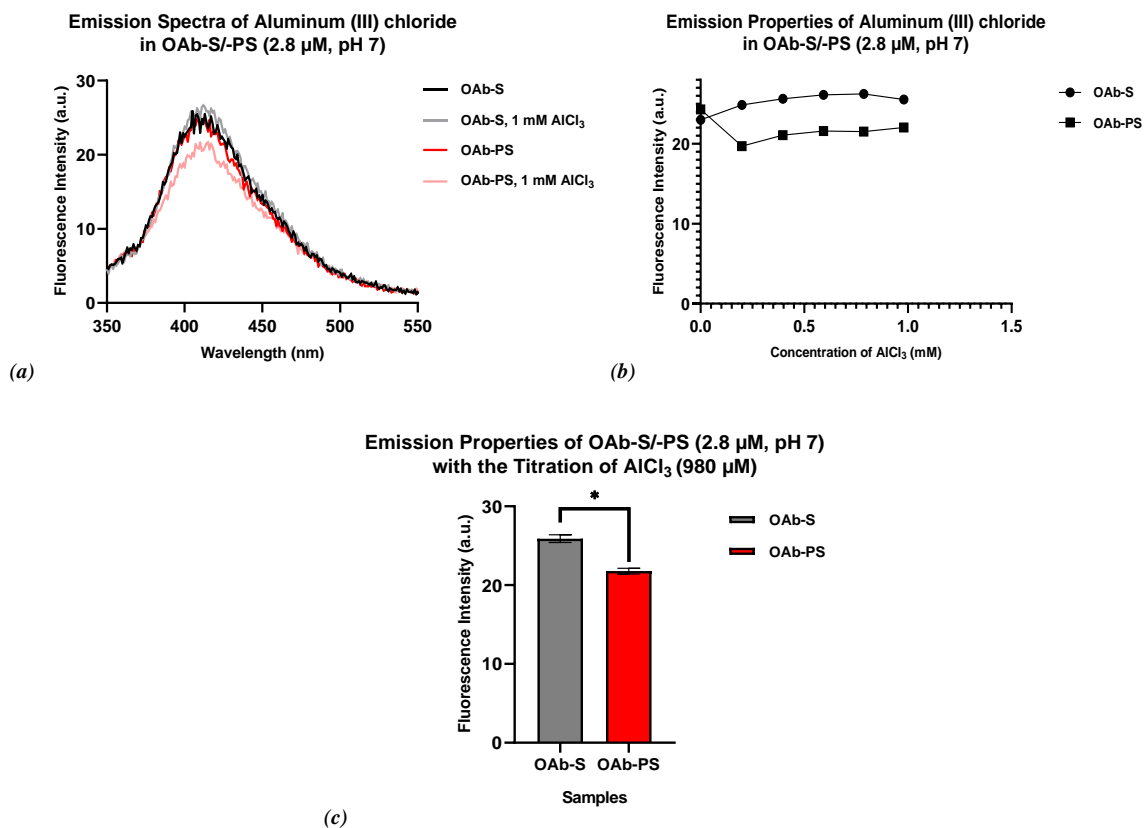 Emission Spectra of Aluminum (III) chloride
in OAb-S/-PS (2.8 µM, pH 7)
Fluorescence Intensity (a.u.)
30
20
10
0
350
400
450
500
550
Wavelength (nm)
OAb-S
OAb-S, 1 mM AlCl₃
OAb-PS
OAb-PS, 1 mM AlCl₃
(a)
Emission Properties of Aluminum (III) chloride
in OAb-S/-PS (2.8 µM, pH 7)
Fluorescence Intensity (a.u.)
20
10
0
0.0
0.5
1.0
1.5
Concentration of AlCl₃ (mM)
OAb-S
OAb-PS
(b)
Emission Properties of OAb-S/-PS (2.8 µM, pH 7)
with the Titration of AlCl₃ (980 µM)
Fluorescence Intensity (a.u.)
30
20
10
0
*
OAb-S
OAb-PS
Samples
OAb-S
OAb-PS
(c)